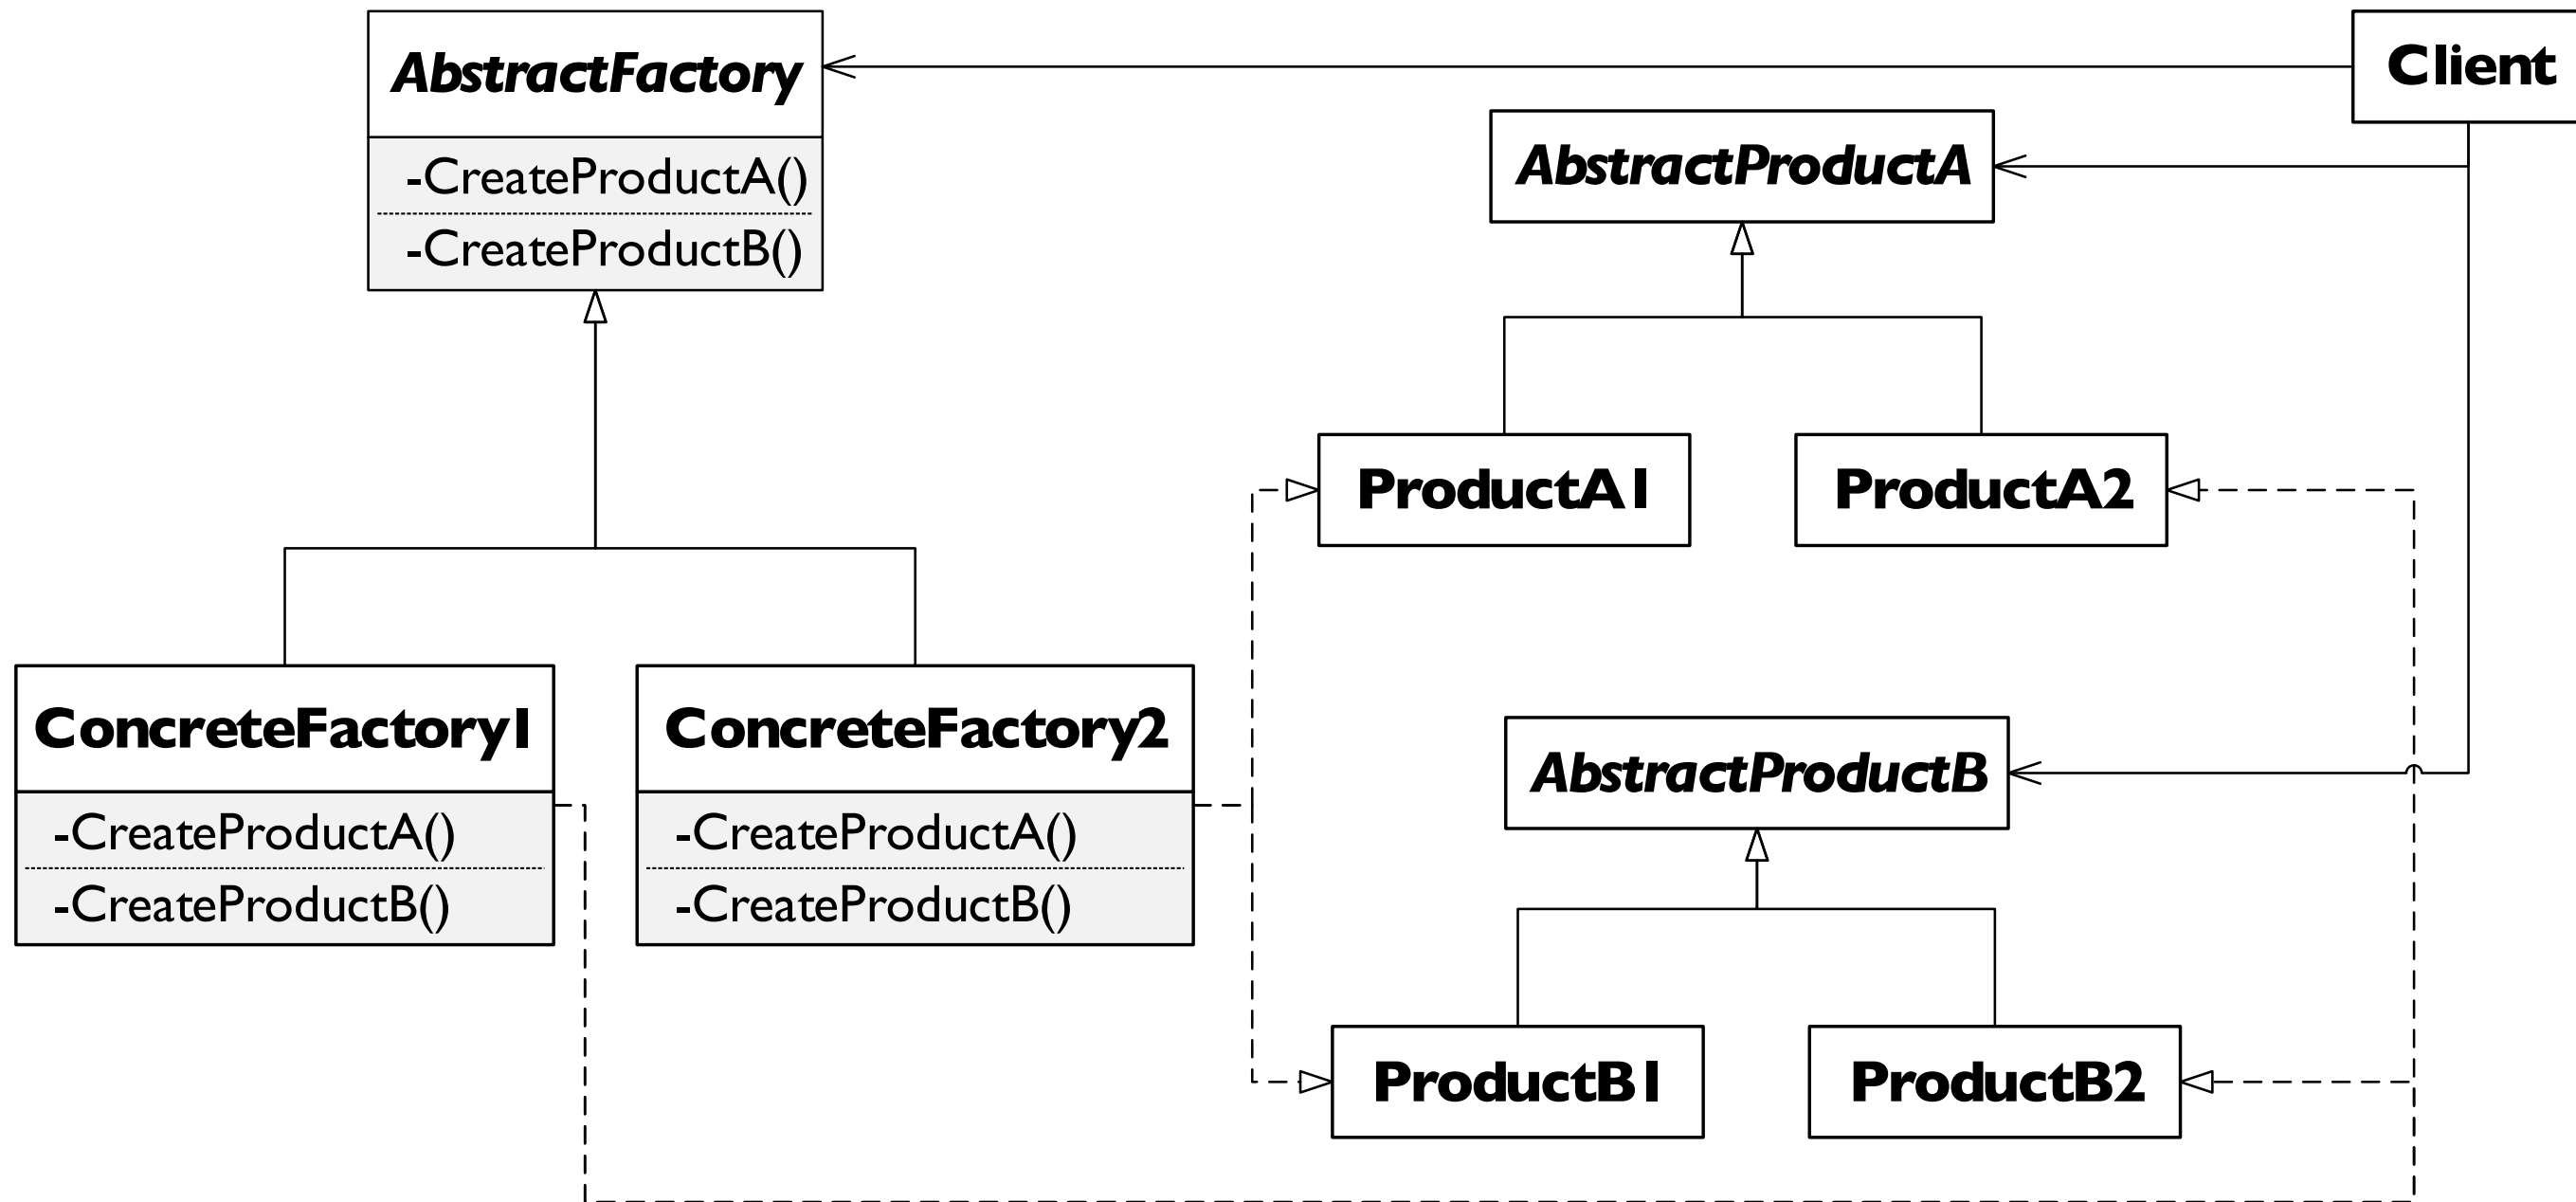 AbstractFactory
-CreateProductA()
-CreateProductB()
Client
AbstractProductA
ProductA1
ProductA2
ConcreteFactory1
-CreateProductA()
-CreateProductB()
ConcreteFactory2
-CreateProductA()
-CreateProductB()
AbstractProductB
ProductB1
ProductB2